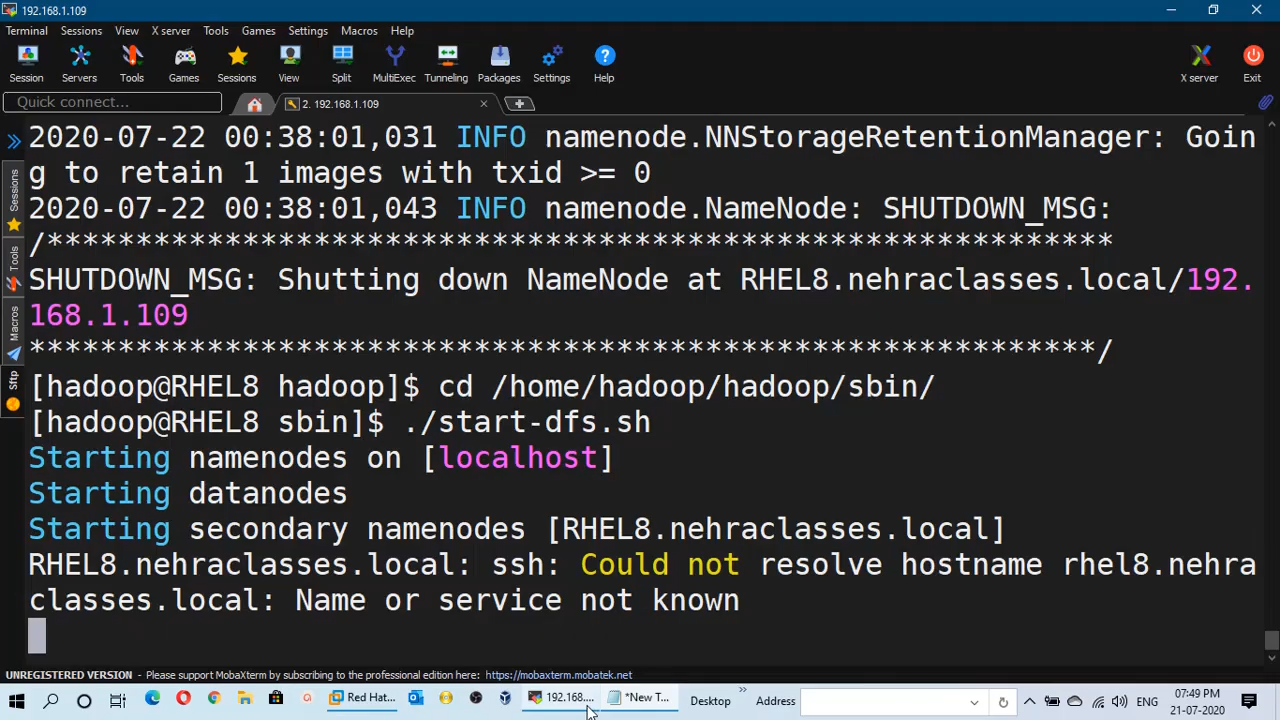 192.168.1.109
Terminal Sessions View X server Tools Games Settings Macros Help
Session Servers Tools Games Sessions View Split MultiExec Tunneling Packages Settings Help X server Exit
Quick connect... 2. 192.168.1.109
2020-07-22 00:38:01,031 INFO namenode.NNStorageRetentionManager: Goin
g to retain 1 images with txid >= 0
2020-07-22 00:38:01,043 INFO namenode.NameNode: SHUTDOWN_MSG:
/************************************************************
SHUTDOWN_MSG: Shutting down NameNode at RHEL8.nehraclasses.local/192.
168.1.109
************************************************************/
[hadoop@RHEL8 hadoop]$ cd /home/hadoop/hadoop/sbin/
[hadoop@RHEL8 sbin]$ ./start-dfs.sh
Starting namenodes on [localhost]
Starting datanodes
Starting secondary namenodes [RHEL8.nehraclasses.local]
RHEL8.nehraclasses.local: ssh: Could not resolve hostname rhel8.nehra
classes.local: Name or service not known
Sessions
Tools
Macros
Sftp
UNREGISTERED VERSION - Please support MobaXterm by subscribing to the professional edition here: https://mobaxterm.mobatek.net
Red Hat... 192.168.... *New T... Desktop Address ENG 07:49 PM
21-07-2020